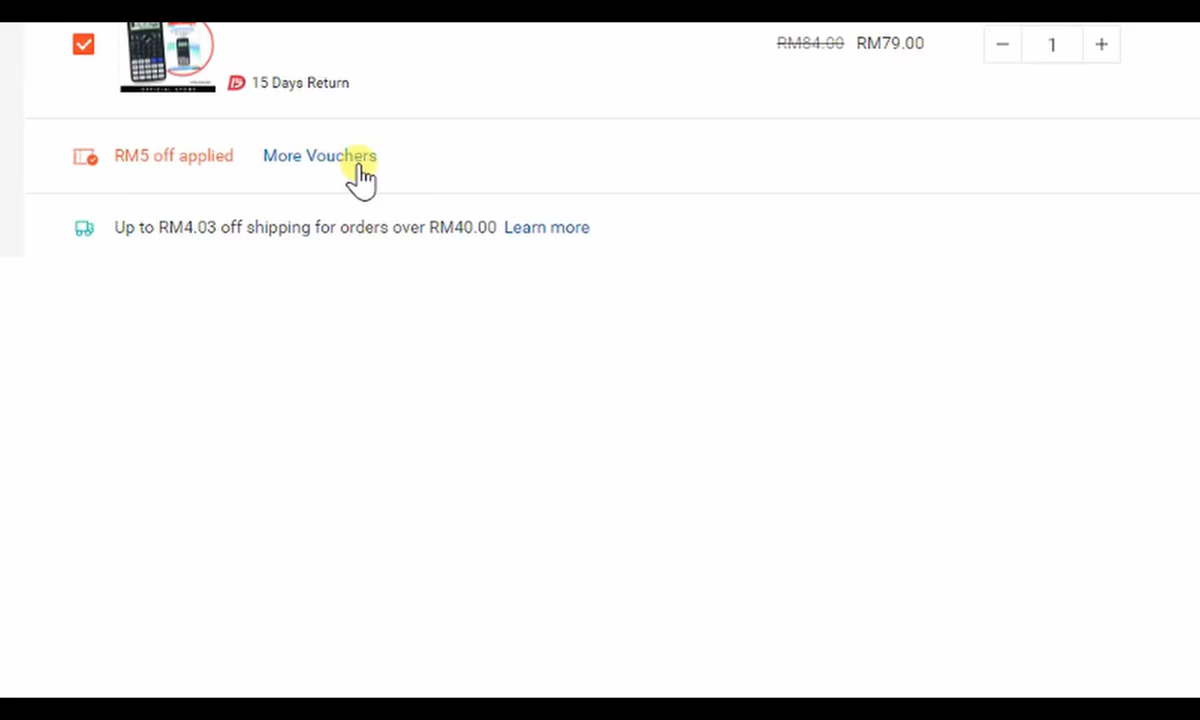 RM84.00 RM79.00 1
15 Days Return
RM5 off applied More Vouchers
Up to RM4.03 off shipping for orders over RM40.00 Learn more